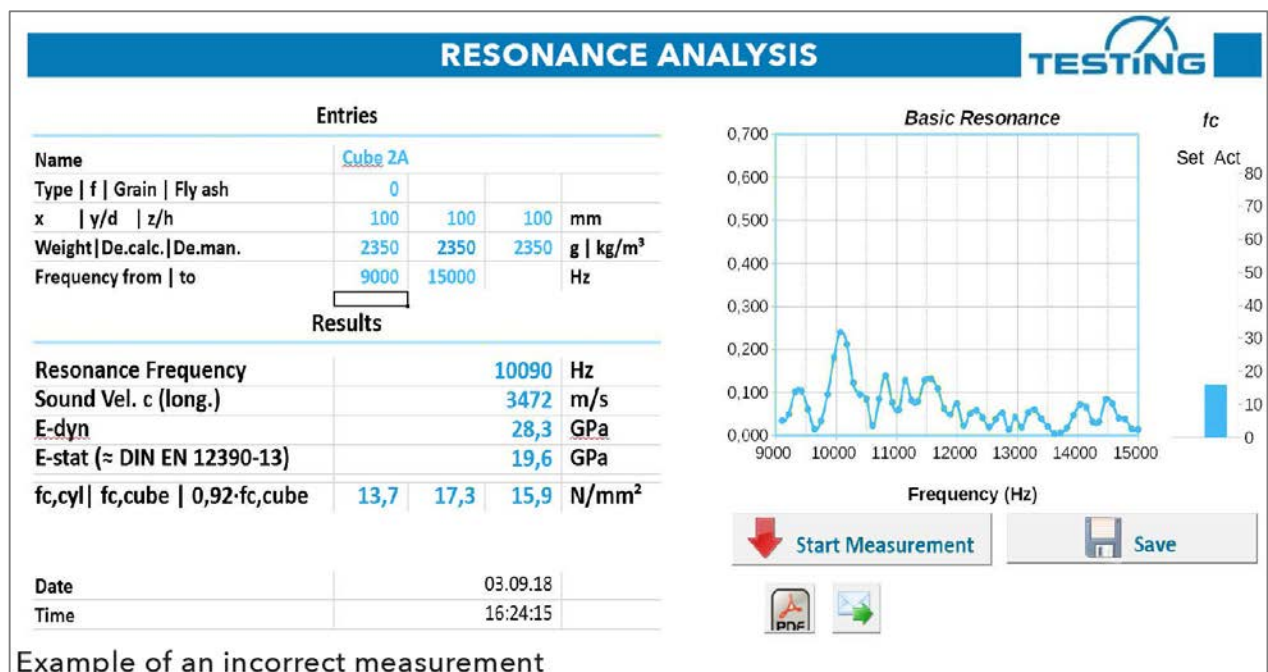 RESONANCE ANALYSIS
TESTING
Entries
Name Cube 2A
Type | f | Grain | Fly ash 0
x | y/d | z/h 100 100 100 mm
Weight|De.calc.|De.man. 2350 2350 2350 g | kg/m³
Frequency from | to 9000 15000 Hz
Results
Resonance Frequency 10090 Hz
Sound Vel. c (long.) 3472 m/s
E-dyn 28,3 GPa
E-stat (≈ DIN EN 12390-13) 19,6 GPa
fc,cyl| fc,cube | 0,92·fc,cube 13,7 17,3 15,9 N/mm²
Date 03.09.18
Time 16:24:15
Basic Resonance
0,700
0,600
0,500
0,400
0,300
0,200
0,100
0,000
9000 10000 11000 12000 13000 14000 15000
Frequency (Hz)
fc
Set Act
80
70
60
50
40
30
20
10
0
Start Measurement
Save
PDF
Example of an incorrect measurement